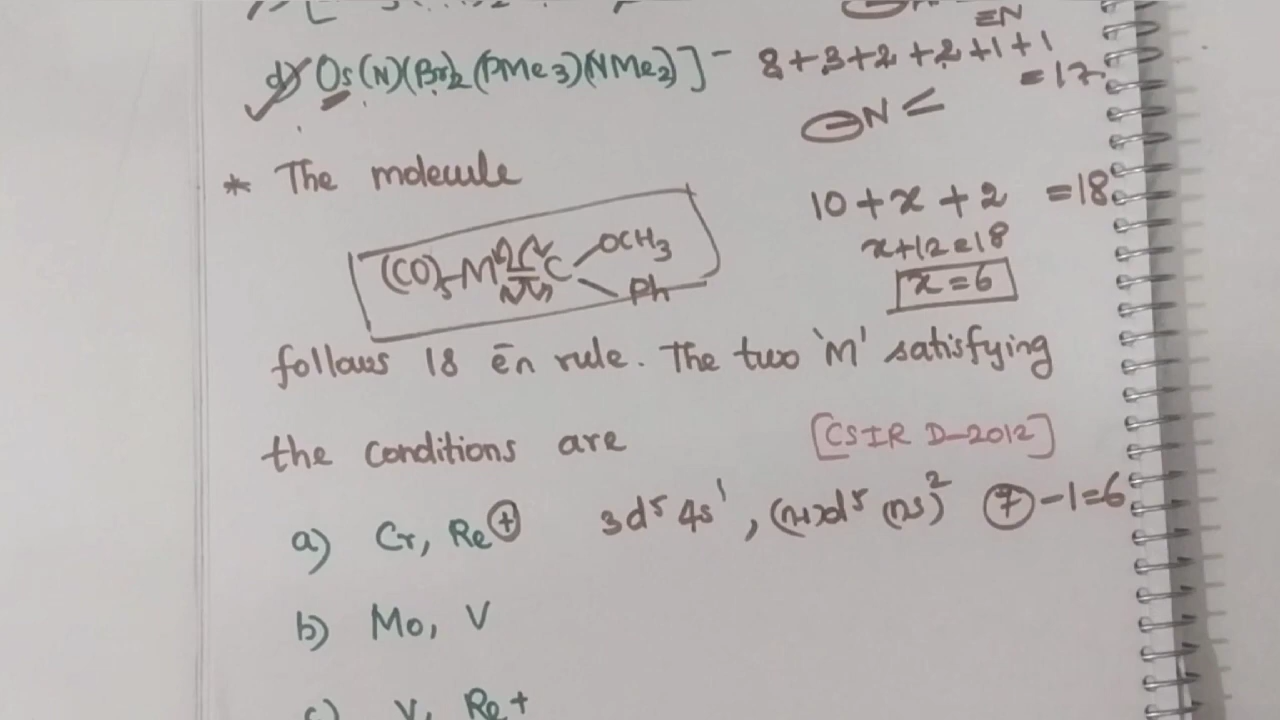 EN
d) Os(N)(Br)2(PMe3)(NMe2)]− 8+3+2+2+1+1
=17
⊖N <
* The molecule
10+x+2 =18
x+12=18
x=6
(CO)5-M=C OCH3
Ph
follows 18 ēn rule. The two 'M' satisfying
the conditions are [CSIR D-2012]
a) Cr, Re⊕ 3d5 4s1, (n-1)d5 (ns)2 7-1=6
b) Mo, V
c) V, Re+